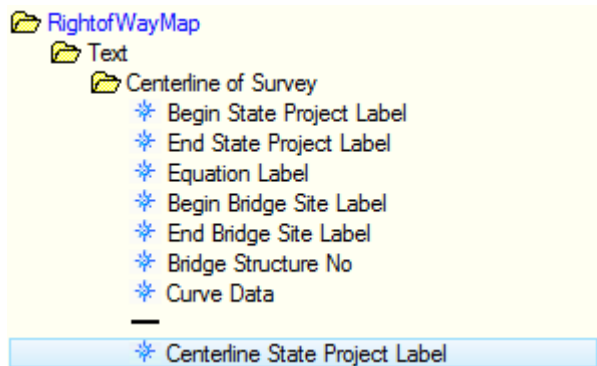 RightofWayMap
Text
Centerline of Survey
Begin State Project Label
End State Project Label
Equation Label
Begin Bridge Site Label
End Bridge Site Label
Bridge Structure No
Curve Data
Centerline State Project Label